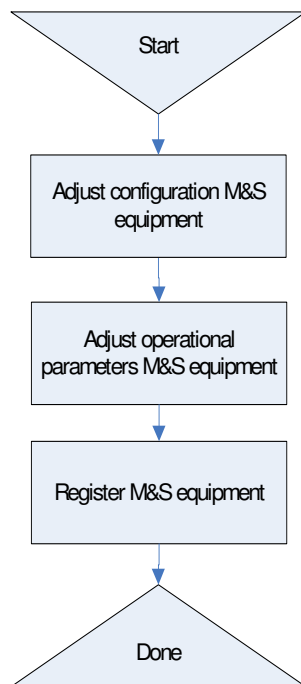 Start
Adjust configuration M&S
equipment
Adjust operational
parameters M&S equipment
Register M&S equipment
Done